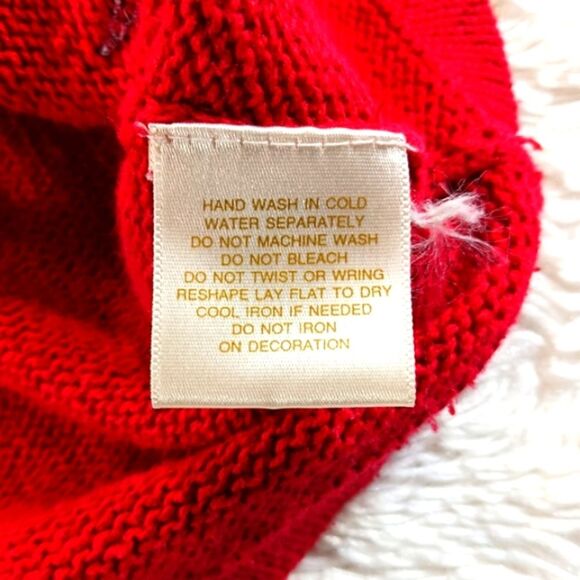 HAND WASH IN COLD
WATER SEPARATELY
DO NOT MACHINE WASH
DO NOT BLEACH
DO NOT TWIST OR WRING
RESHAPE LAY FLAT TO DRY
COOL IRON IF NEEDED
DO NOT IRON
ON DECORATION